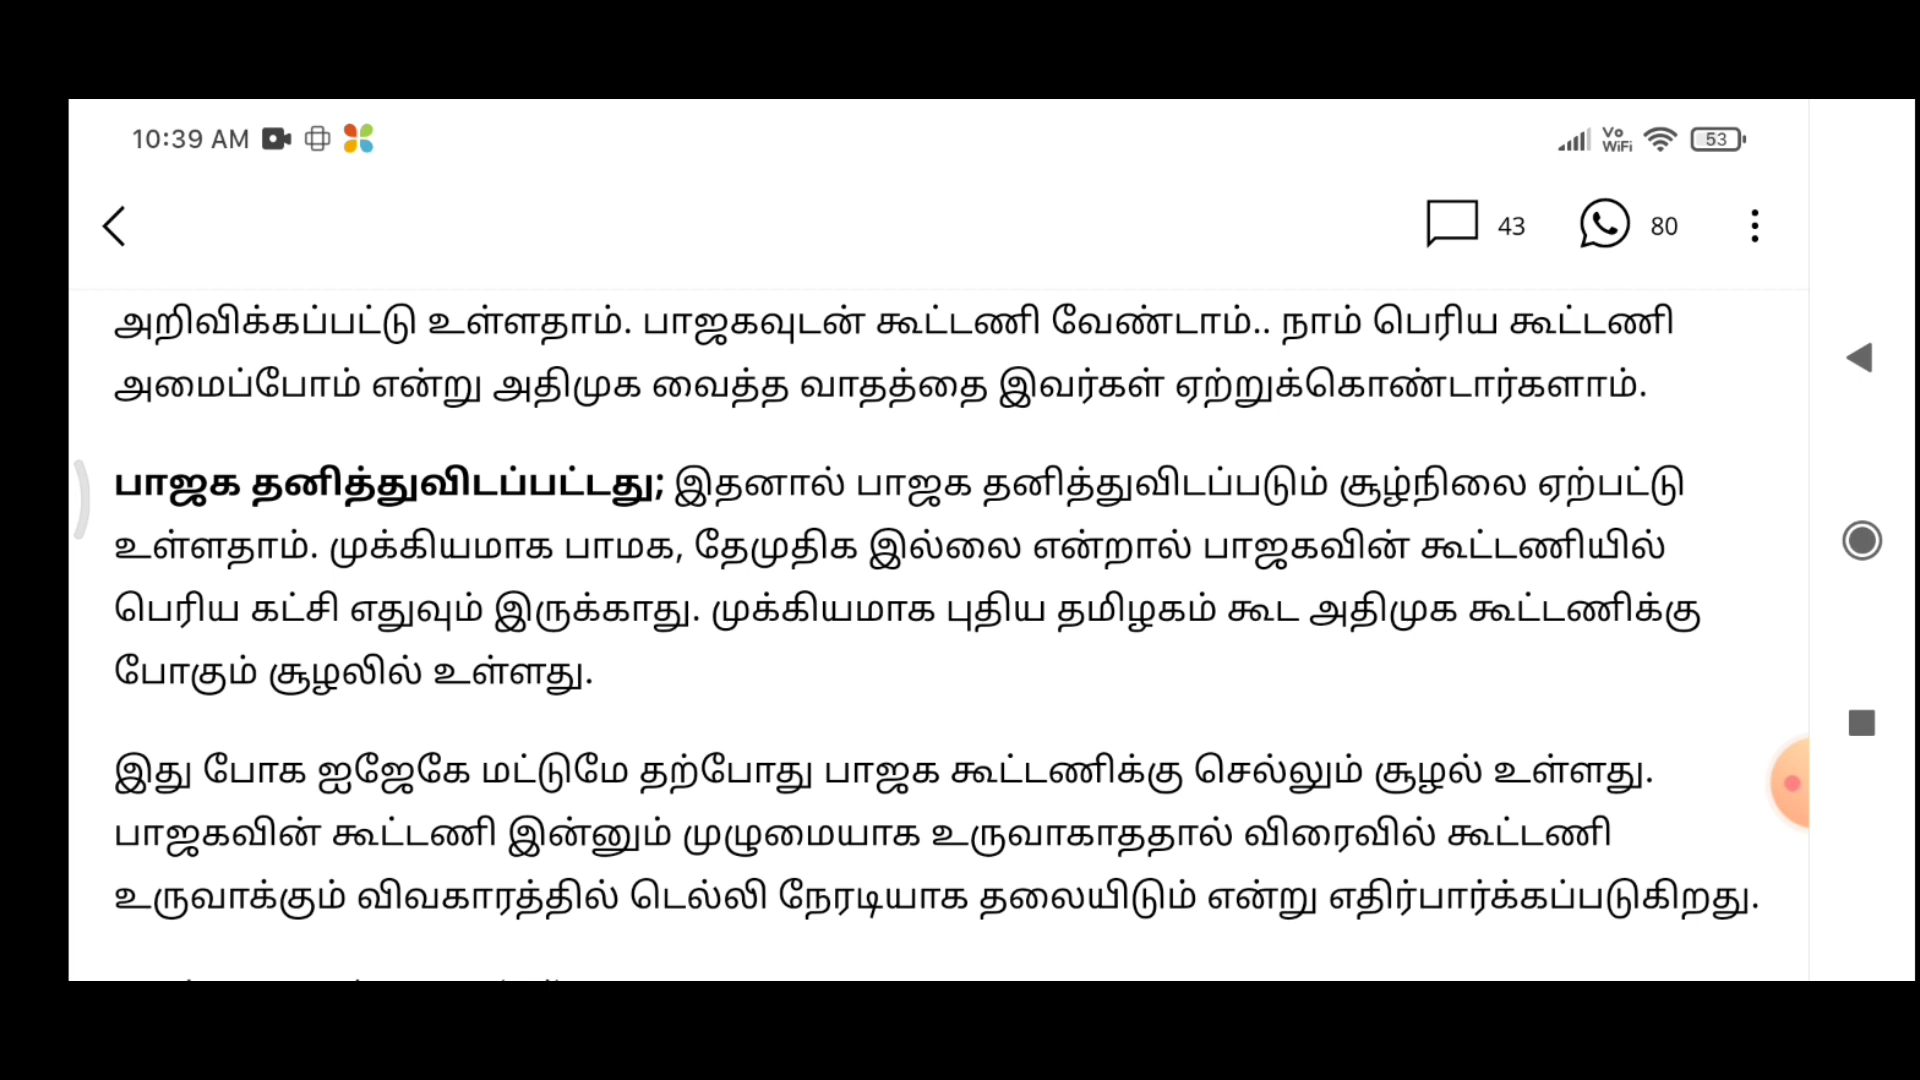 10:39 AM
Vo WiFi 53
43 80
அறிவிக்கப்பட்டு உள்ளதாம். பாஜகவுடன் கூட்டணி வேண்டாம்.. நாம் பெரிய கூட்டணி
அமைப்போம் என்று அதிமுக வைத்த வாதத்தை இவர்கள் ஏற்றுக்கொண்டார்களாம்.
பாஜக தனித்துவிடப்பட்டது; இதனால் பாஜக தனித்துவிடப்படும் சூழ்நிலை ஏற்பட்டு
உள்ளதாம். முக்கியமாக பாமக, தேமுதிக இல்லை என்றால் பாஜகவின் கூட்டணியில்
பெரிய கட்சி எதுவும் இருக்காது. முக்கியமாக புதிய தமிழகம் கூட அதிமுக கூட்டணிக்கு
போகும் சூழலில் உள்ளது.
இது போக ஐஜேகே மட்டுமே தற்போது பாஜக கூட்டணிக்கு செல்லும் சூழல் உள்ளது.
பாஜகவின் கூட்டணி இன்னும் முழுமையாக உருவாகாததால் விரைவில் கூட்டணி
உருவாக்கும் விவகாரத்தில் டெல்லி நேரடியாக தலையிடும் என்று எதிர்பார்க்கப்படுகிறது.